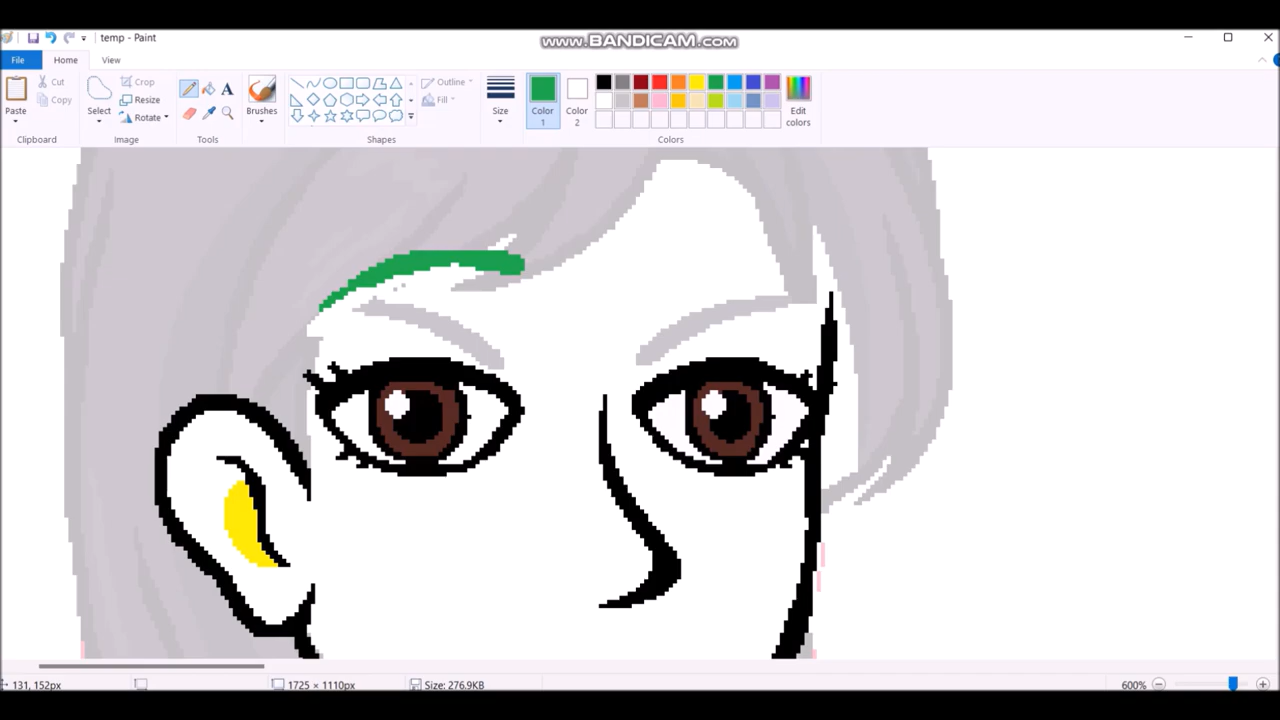 temp - Paint
www.BANDICAM.com
File
Home
View
Paste
Cut
Copy
Clipboard
Select
Crop
Resize
Rotate
Image
A
Tools
Brushes
Outline
Fill
Shapes
Size
Color
1
Color
2
Edit
colors
Colors
131, 152px
1725 × 1110px
Size: 276.9KB
600%